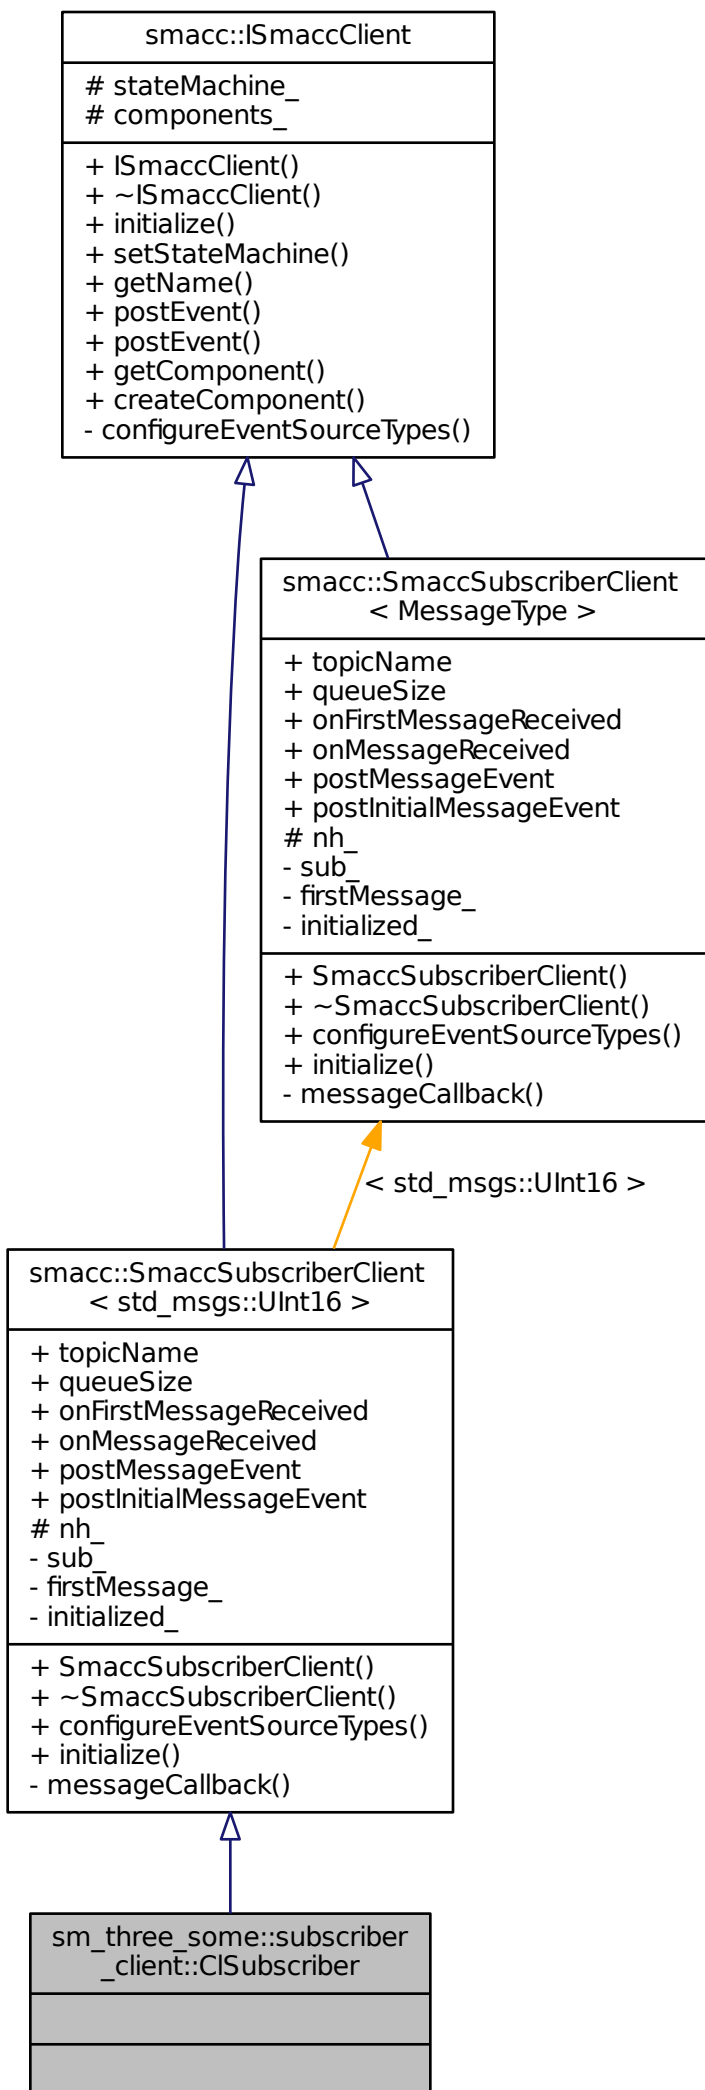 smacc::ISmaccClient
# stateMachine_
# components_
+ ISmaccClient()
+ ~ISmaccClient()
+ initialize()
+ setStateMachine()
+ getName()
+ postEvent()
+ postEvent()
+ getComponent()
+ createComponent()
- configureEventSourceTypes()
smacc::SmaccSubscriberClient
< MessageType >
+ topicName
+ queueSize
+ onFirstMessageReceived
+ onMessageReceived
+ postMessageEvent
+ postInitialMessageEvent
# nh_
- sub_
- firstMessage_
- initialized_
+ SmaccSubscriberClient()
+ ~SmaccSubscriberClient()
+ configureEventSourceTypes()
+ initialize()
- messageCallback()
< std_msgs::UInt16 >
smacc::SmaccSubscriberClient
< std_msgs::UInt16 >
+ topicName
+ queueSize
+ onFirstMessageReceived
+ onMessageReceived
+ postMessageEvent
+ postInitialMessageEvent
# nh_
- sub_
- firstMessage_
- initialized_
+ SmaccSubscriberClient()
+ ~SmaccSubscriberClient()
+ configureEventSourceTypes()
+ initialize()
- messageCallback()
sm_three_some::subscriber
_client::ClSubscriber